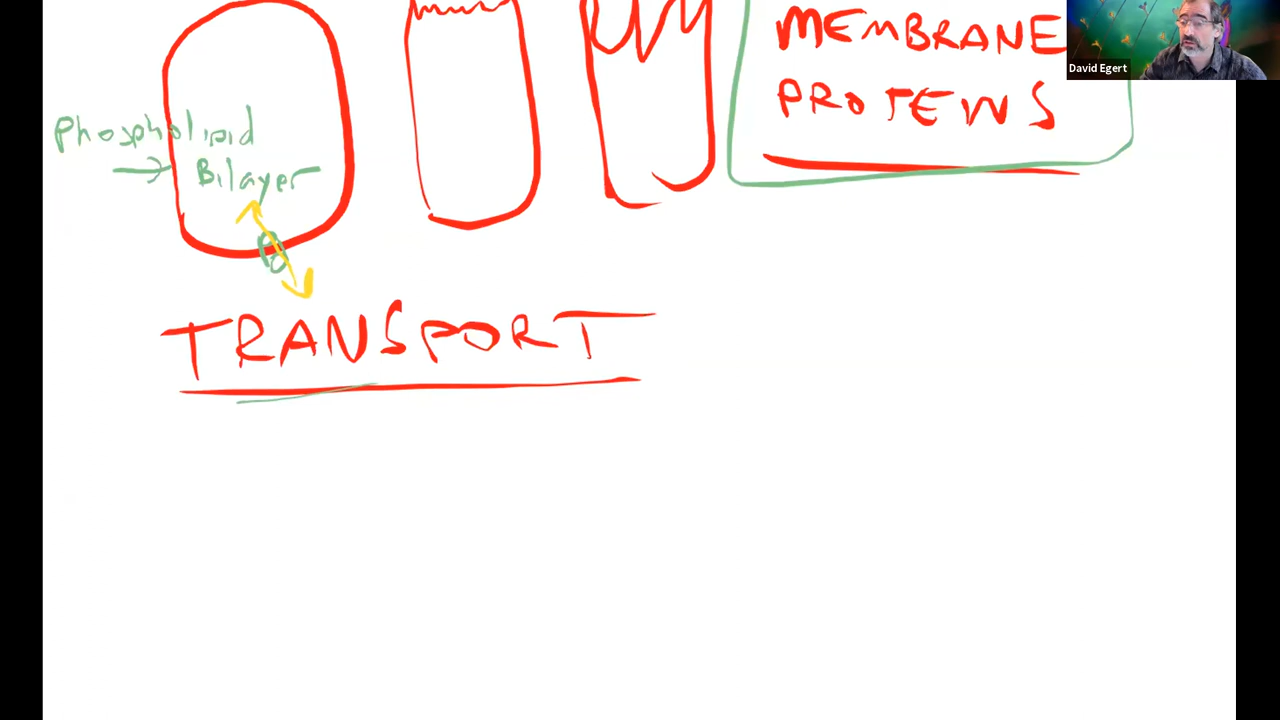 MEMBRANE
PROTEINS
David Egert
Phospholipid
→ Bilayer
TRANSPORT